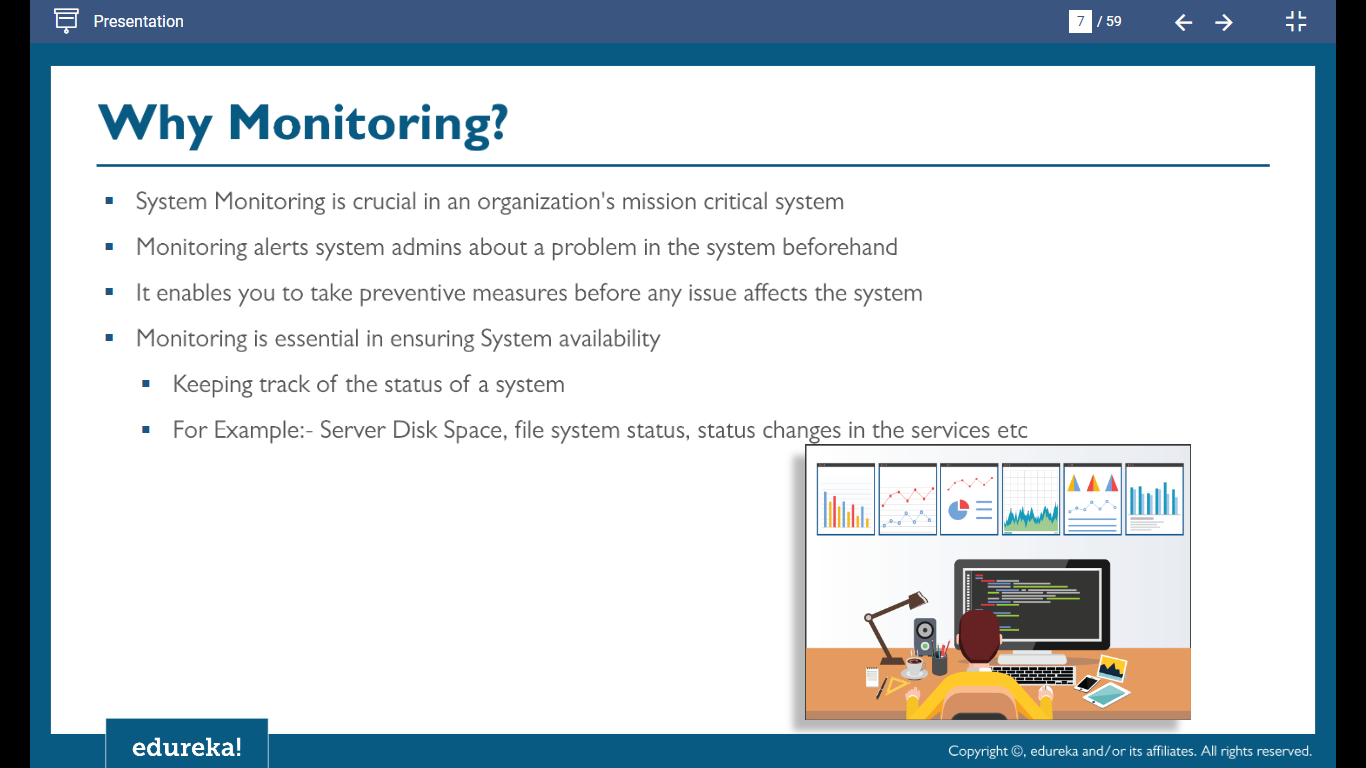 Presentation
7 / 59
Why Monitoring?
▪ System Monitoring is crucial in an organization's mission critical system
▪ Monitoring alerts system admins about a problem in the system beforehand
▪ It enables you to take preventive measures before any issue affects the system
▪ Monitoring is essential in ensuring System availability
▪ Keeping track of the status of a system
▪ For Example:- Server Disk Space, file system status, status changes in the services etc
edureka!
Copyright ©, edureka and/or its affiliates. All rights reserved.